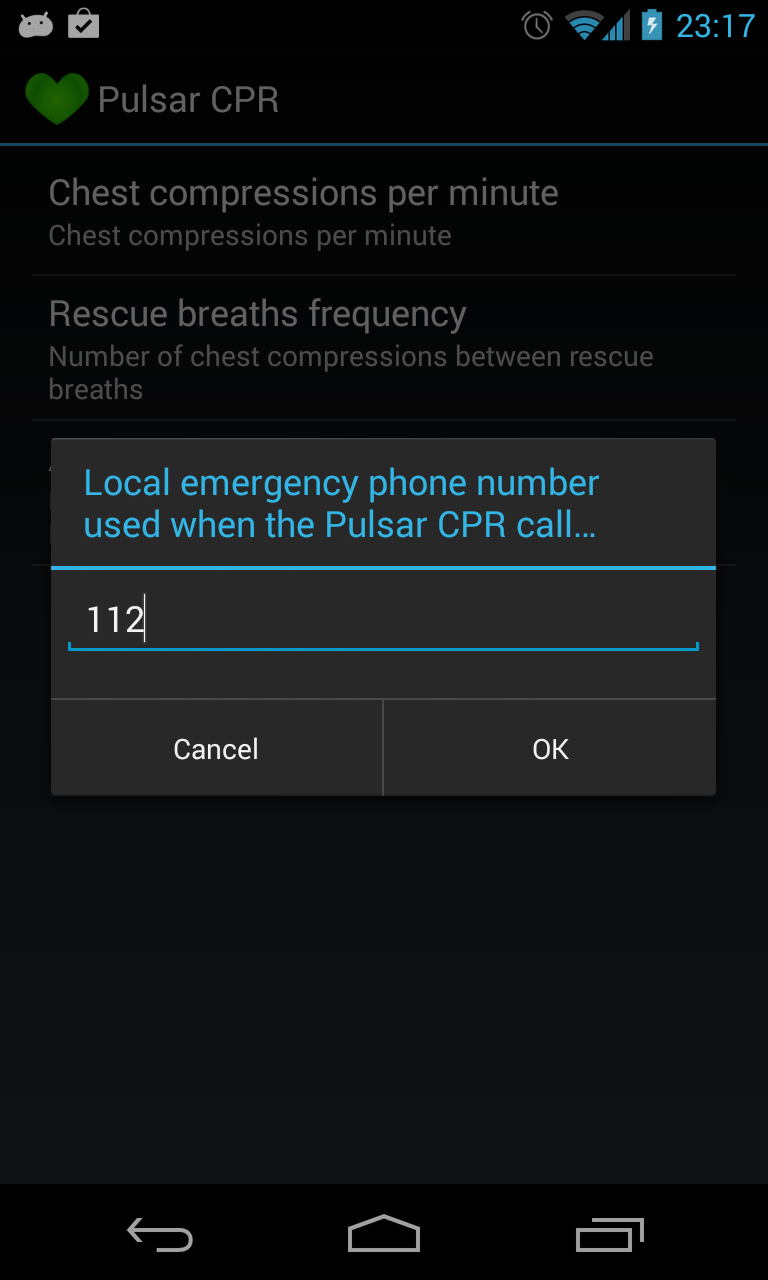 23:17
Pulsar CPR
Chest compressions per minute
Chest compressions per minute
Rescue breaths frequency
Number of chest compressions between rescue
breaths
Local emergency phone number
used when the Pulsar CPR call…
112
Cancel
OK